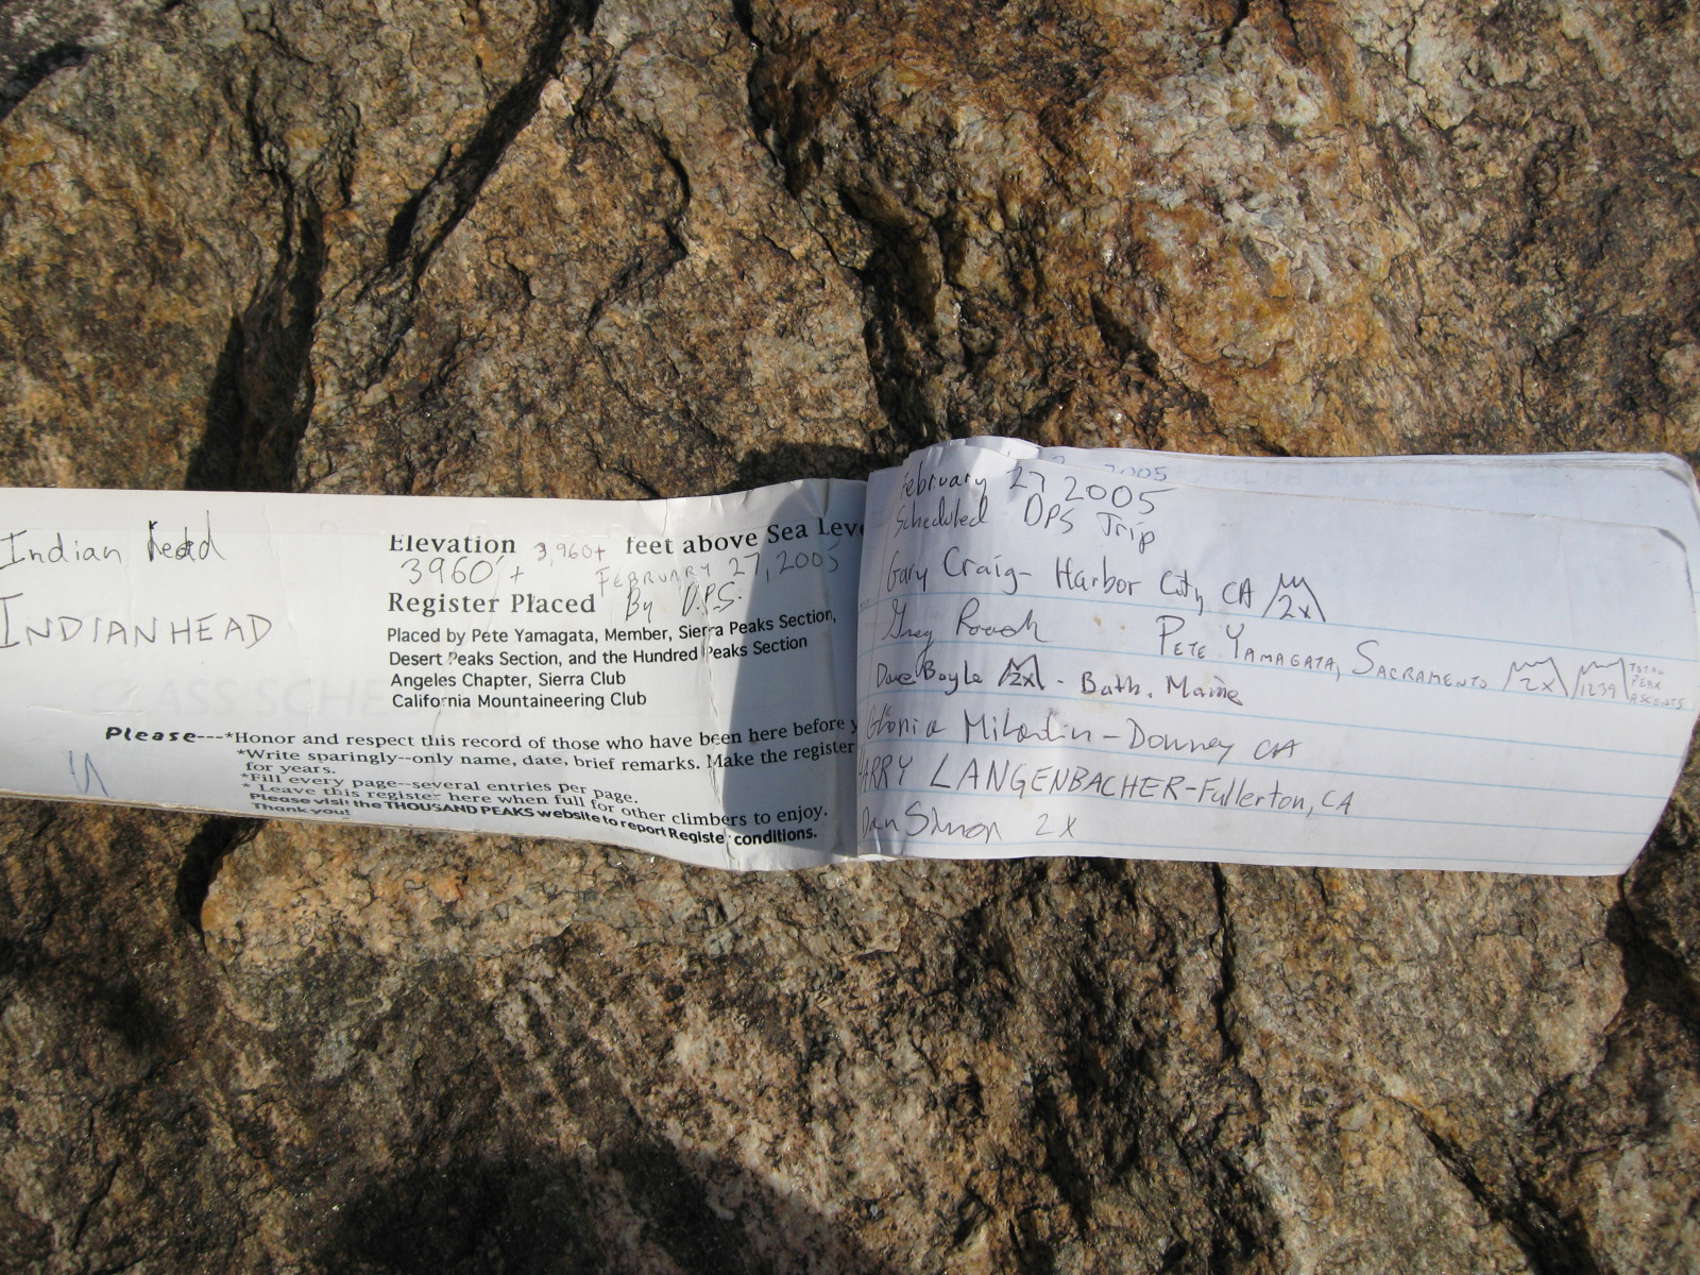 Indian head
INDIANHEAD
Elevation 3,960+ feet above Sea Leve
3960'+ FEBRUARY 27, 2005
Register Placed By D.P.S.
Placed by Pete Yamagata, Member, Sierra Peaks Section,
Desert Peaks Section, and the Hundred Peaks Section
Angeles Chapter, Sierra Club
California Mountaineering Club
Please---*Honor and respect this record of those who have been here before y
*Write sparingly--only name, date, brief remarks. Make the register
for years.
*Fill every page--several entries per page.
* Leave this register here when full for other climbers to enjoy.
Please visit the THOUSAND PEAKS website to report Registe conditions.
Thank you!
2005
February 27 2005
Scheduled DPS Trip
Gary Craig - Harbor City, CA 2x
Greg Roach
PETE YAMAGATA, SACRAMENTO 2x 1239 TOTAL PEAK ASCENTS
Dave Boyle 2x - Bath, Maine
Downey CA
ARRY LANGENBACHER-Fullerton, CA
Dan 2x